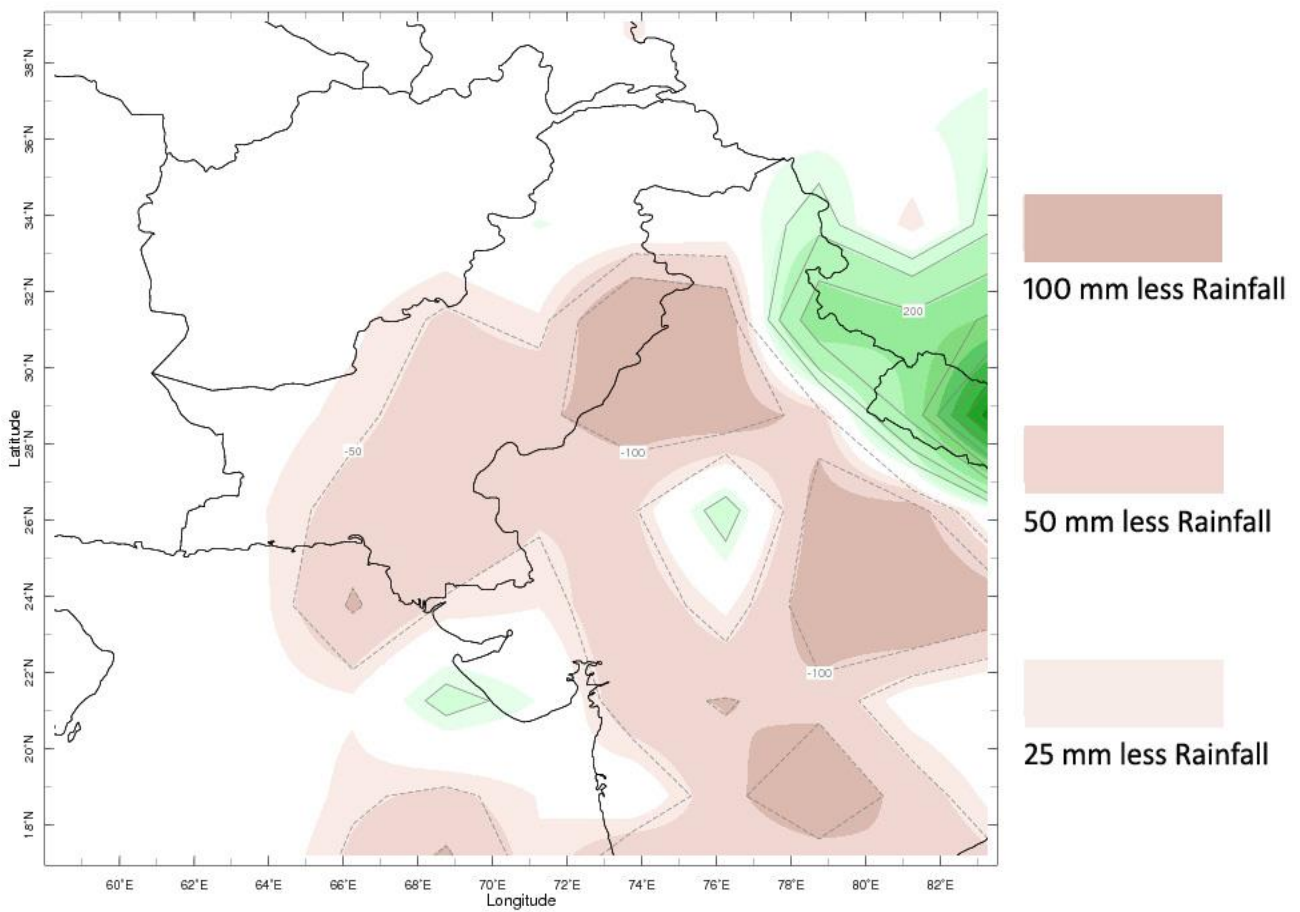 38°N
36°N
34°N
32°N
30°N
28°N
26°N
24°N
22°N
20°N
18°N
Latitude
200
-50
-100
-100
60°E 62°E 64°E 66°E 68°E 70°E 72°E 74°E 76°E 78°E 80°E 82°E
Longitude
100 mm less Rainfall
50 mm less Rainfall
25 mm less Rainfall